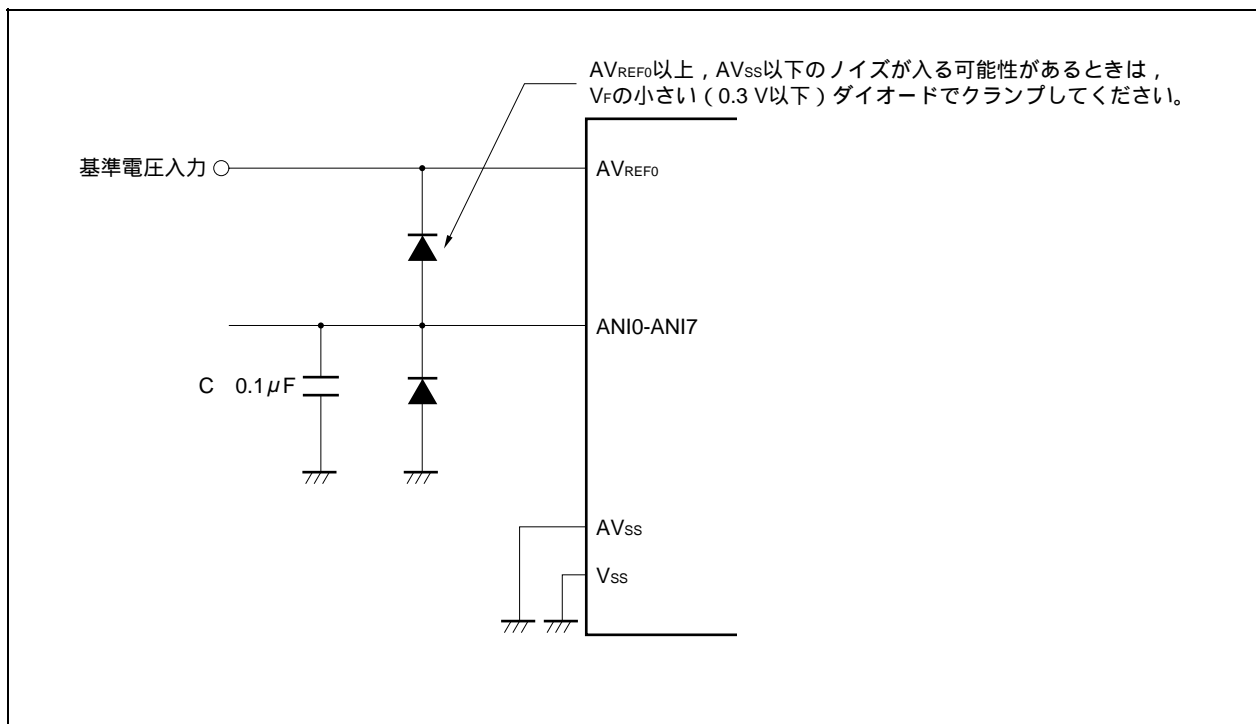 AVREF0以上，AVSS以下のノイズが入る可能性があるときは，
VFの小さい（0.3 V以下）ダイオードでクランプしてください。
基準電圧入力
AVREF0
ANI0-ANI7
C 0.1μF
AVSS
VSS